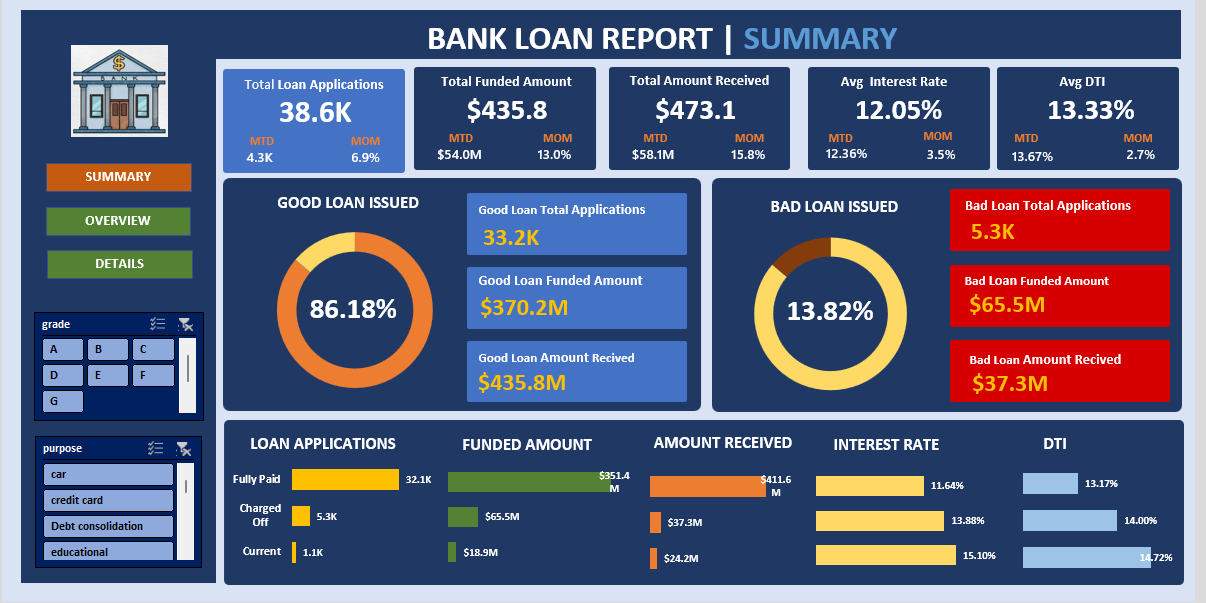 BANK LOAN REPORT | SUMMARY
$
BANK
SUMMARY
OVERVIEW
DETAILS
grade
A
B
C
D
E
F
G
purpose
car
credit card
Debt consolidation
educational
Total Loan Applications
38.6K
MTD
MOM
4.3K
6.9%
Total Funded Amount
$435.8
MTD
MOM
$54.0M
13.0%
Total Amount Received
$473.1
MTD
MOM
$58.1M
15.8%
Avg Interest Rate
12.05%
MTD
MOM
12.36%
3.5%
Avg DTI
13.33%
MTD
MOM
13.67%
2.7%
GOOD LOAN ISSUED
86.18%
Good Loan Total Applications
33.2K
Good Loan Funded Amount
$370.2M
Good Loan Amount Recived
$435.8M
BAD LOAN ISSUED
13.82%
Bad Loan Total Applications
5.3K
Bad Loan Funded Amount
$65.5M
Bad Loan Amount Recived
$37.3M
LOAN APPLICATIONS
Fully Paid
32.1K
Charged
Off
5.3K
Current
1.1K
FUNDED AMOUNT
$351.4
M
$65.5M
$18.9M
AMOUNT RECEIVED
$411.6
M
$37.3M
$24.2M
INTEREST RATE
11.64%
13.88%
15.10%
DTI
13.17%
14.00%
14.72%